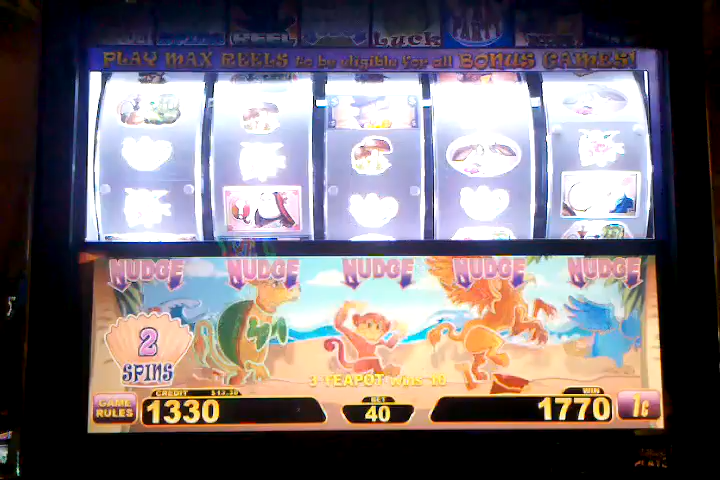 Luck
PARTY
PLAY MAX REELS to be eligible for all BONUS GAMES!
NUDGE NUDGE NUDGE NUDGE NUDGE
2
SPINS
3 TEAPOT WINS 10
GAME
RULES
CREDIT $13.30
1330
BET
40
WIN
1770
1¢